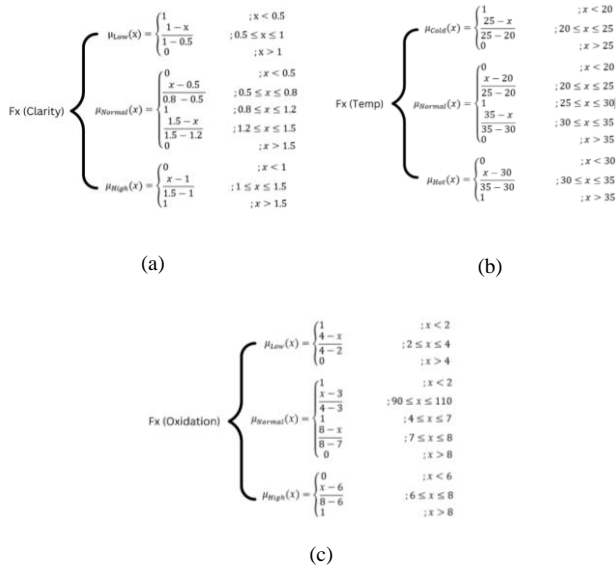 Fx (Clarity)
μLow(x) = { 1 ; x < 0.5
(1 − x)/(1 − 0.5) ; 0.5 ≤ x ≤ 1
0 ; x > 1
μNormal(x) = { 0 ; x < 0.5
(x − 0.5)/(0.8 − 0.5) ; 0.5 ≤ x ≤ 0.8
1 ; 0.8 ≤ x ≤ 1.2
(1.5 − x)/(1.5 − 1.2) ; 1.2 ≤ x ≤ 1.5
0 ; x > 1.5
μHigh(x) = { 0 ; x < 1
(x − 1)/(1.5 − 1) ; 1 ≤ x ≤ 1.5
1 ; x > 1.5
(a)
Fx (Temp)
μCold(x) = { 1 ; x < 20
(25 − x)/(25 − 20) ; 20 ≤ x ≤ 25
0 ; x > 25
μNormal(x) = { 0 ; x < 20
(x − 20)/(25 − 20) ; 20 ≤ x ≤ 25
1 ; 25 ≤ x ≤ 30
(35 − x)/(35 − 30) ; 30 ≤ x ≤ 35
0 ; x > 35
μHot(x) = { 0 ; x < 30
(x − 30)/(35 − 30) ; 30 ≤ x ≤ 35
1 ; x > 35
(b)
Fx (Oxidation)
μLow(x) = { 1 ; x < 2
(4 − x)/(4 − 2) ; 2 ≤ x ≤ 4
0 ; x > 4
μNormal(x) = { 1 ; x < 2
(x − 3)/(4 − 3) ; 90 ≤ x ≤ 110
1 ; 4 ≤ x ≤ 7
(8 − x)/(8 − 7) ; 7 ≤ x ≤ 8
0 ; x > 8
μHigh(x) = { 0 ; x < 6
(x − 6)/(8 − 6) ; 6 ≤ x ≤ 8
1 ; x > 8
(c)